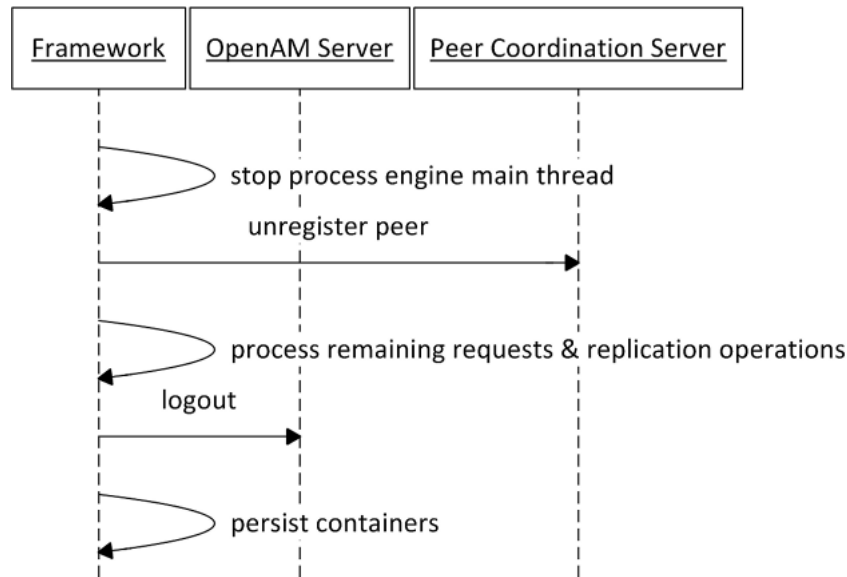 Framework
OpenAM Server
Peer Coordination Server
stop process engine main thread
unregister peer
process remaining requests & replication operations
logout
persist containers